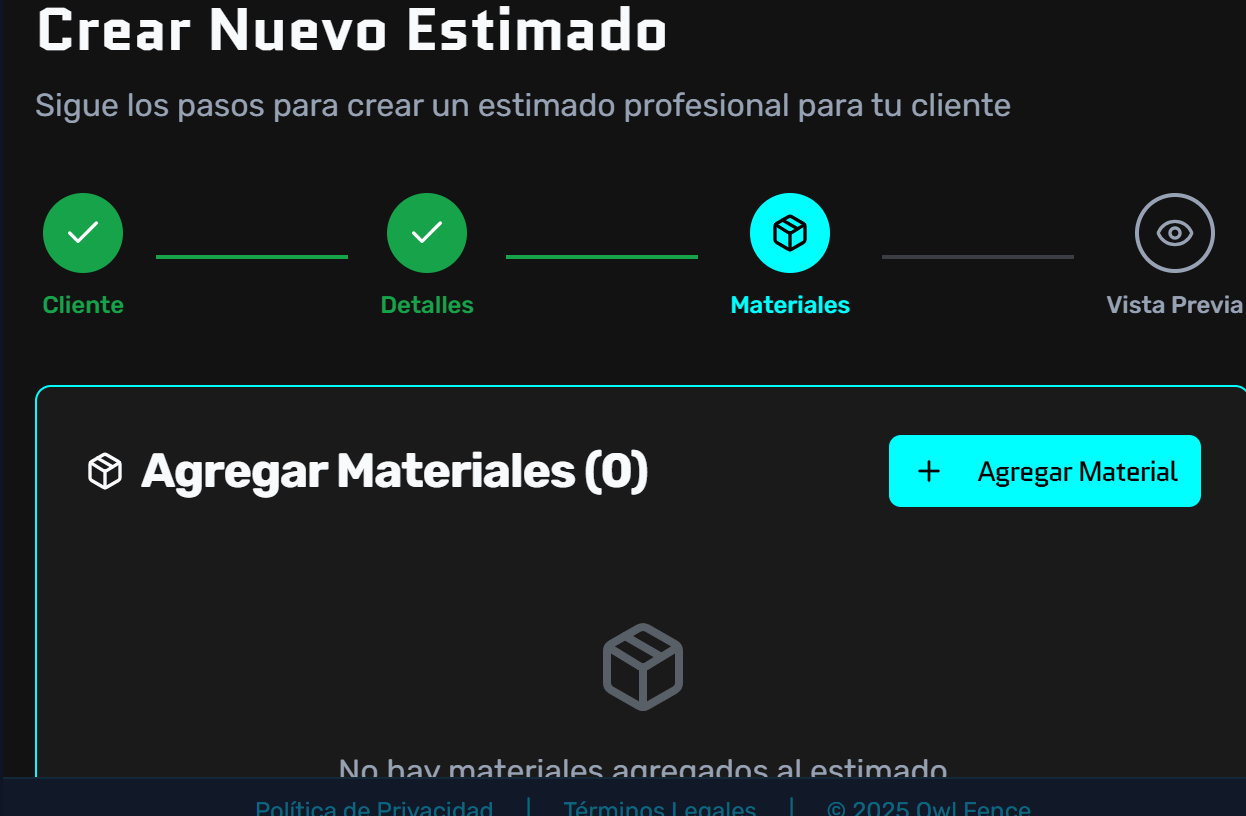 Crear Nuevo Estimado
Sigue los pasos para crear un estimado profesional para tu cliente
Cliente
Detalles
Materiales
Vista Previa
Agregar Materiales (0)
+ Agregar Material
No hay materiales agregados al estimado
Política de Privacidad | Términos Legales | © 2025 Owl Fence